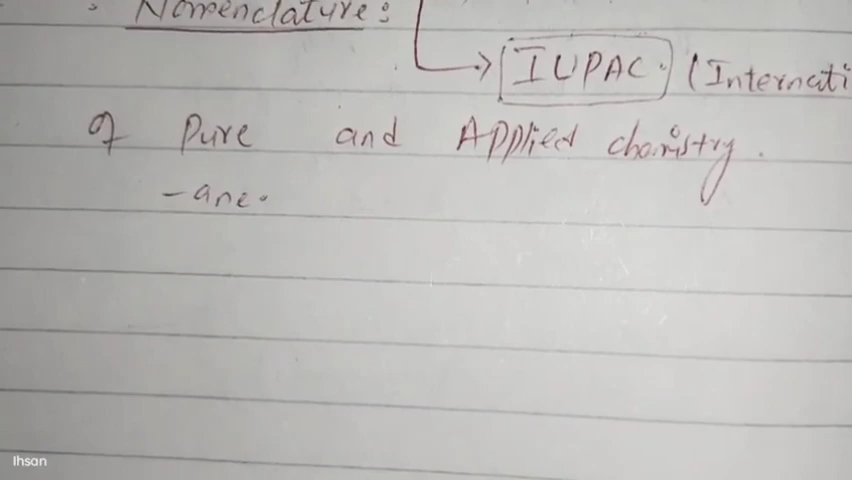 Nomenclature:
IUPAC. (Internati
of Pure and Applied chemistry.
-ane.
Ihsan